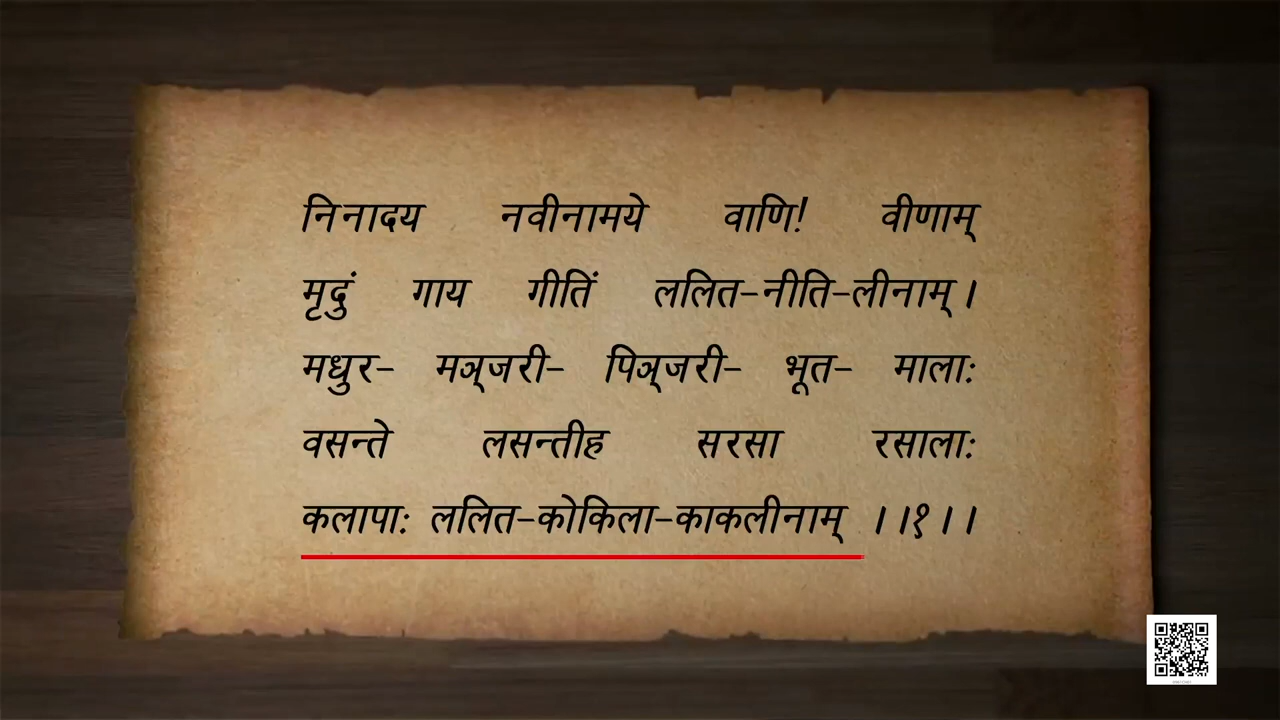 निनादय नवीनामये वाणि! वीणाम्
मृदुं गाय गीतिं ललित-नीति-लीनाम्।
मधुर- मञ्जरी- पिञ्जरी- भूत- मालाः
वसन्ते लसन्तीह सरसा रसालाः
कलापाः ललित-कोकिला-काकलीनाम् ।।१।।